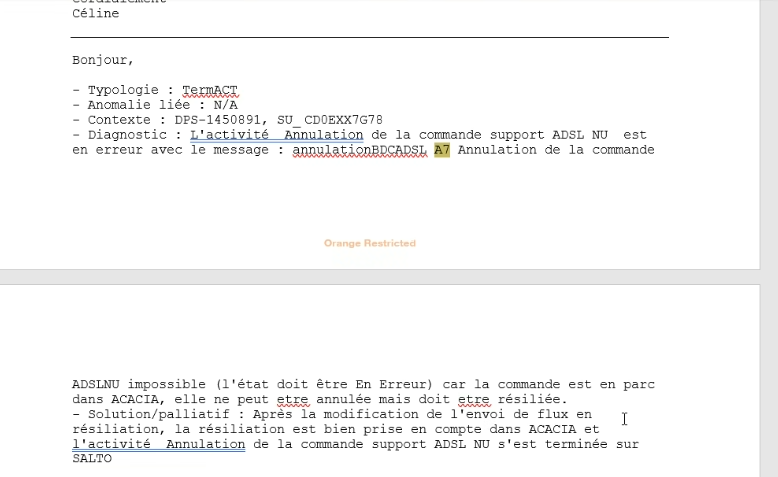 Cordialement
Céline
Bonjour,
- Typologie : TermACT
- Anomalie liée : N/A
- Contexte : DPS-1450891, SU_CD0EXX7G78
- Diagnostic : L'activité  Annulation de la commande support ADSL NU  est
en erreur avec le message : annulationBDCADSL A7 Annulation de la commande
Orange Restricted
ADSLNU impossible (l'état doit être En Erreur) car la commande est en parc
dans ACACIA, elle ne peut etre annulée mais doit etre résiliée.
- Solution/palliatif : Après la modification de l'envoi de flux en
résiliation, la résiliation est bien prise en compte dans ACACIA et
l'activité  Annulation de la commande support ADSL NU s'est terminée sur
SALTO